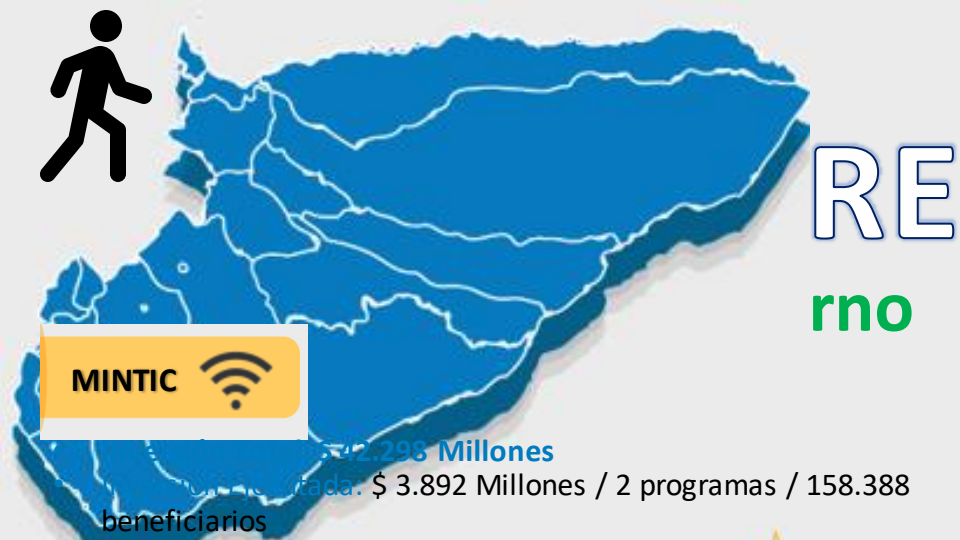 RE
rno
MINTIC
$ 42.298 Millones
$ 3.892 Millones / 2 programas / 158.388
beneficiarios